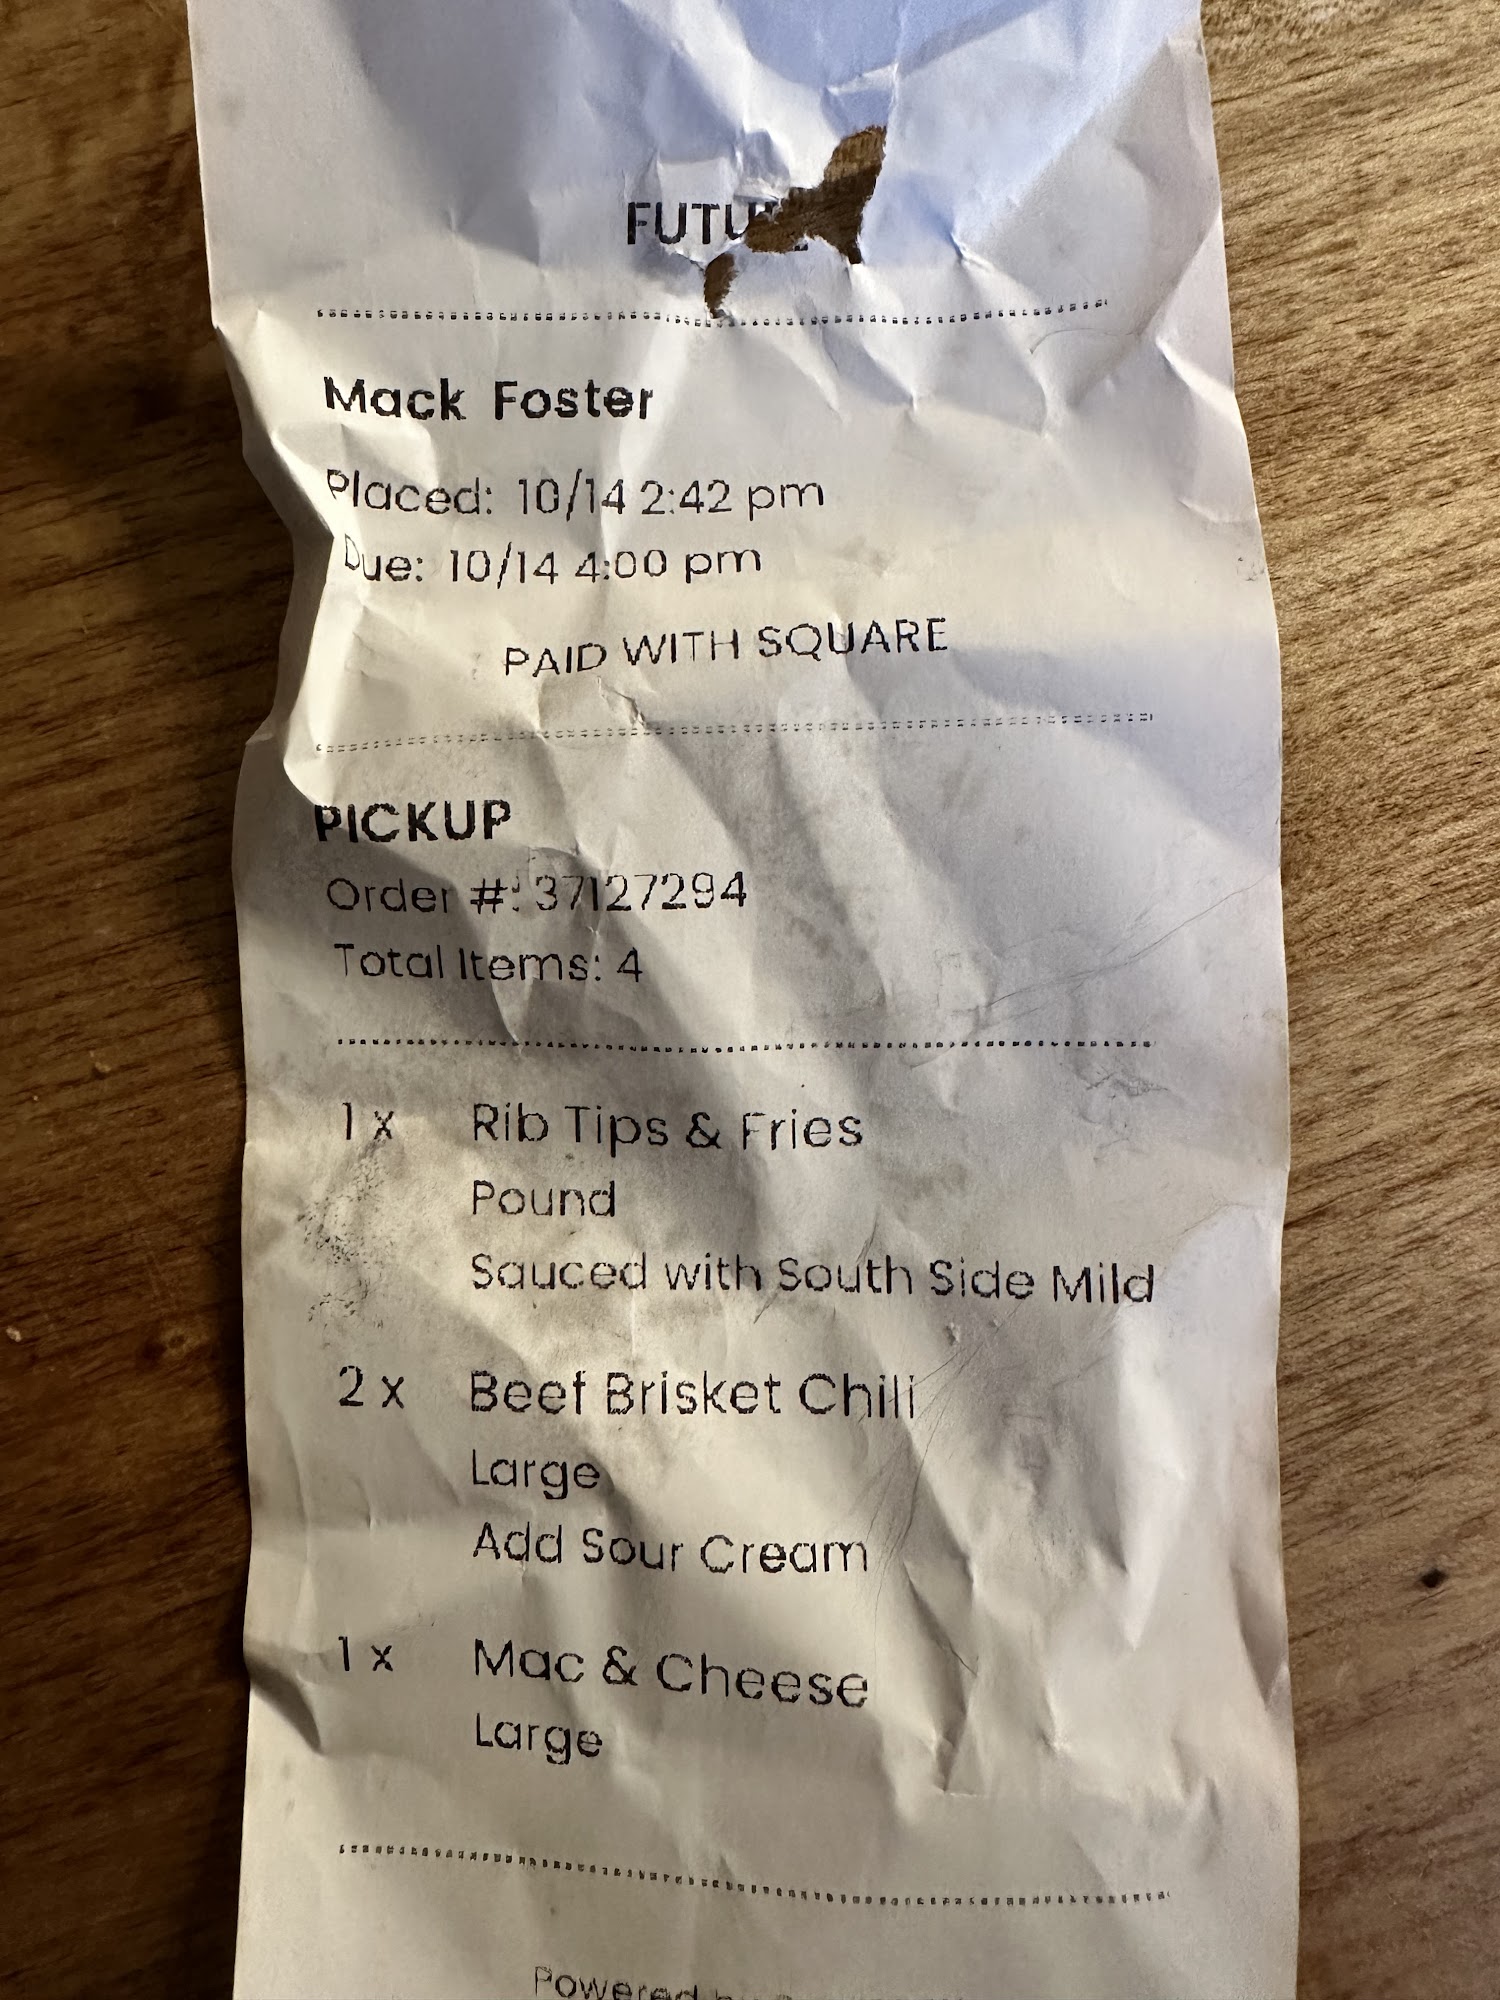 Mack Foster
Placed: 10/14 2:42 pm
Due: 10/14 4:00 pm
PAID WITH SQUARE
PICKUP
Order #: 37127294
Total Items: 4
1 x Rib Tips & Fries
Pound
Sauced with South Side Mild
2 x Beef Brisket Chili
Large
Add Sour Cream
1 x Mac & Cheese
Large
Powered